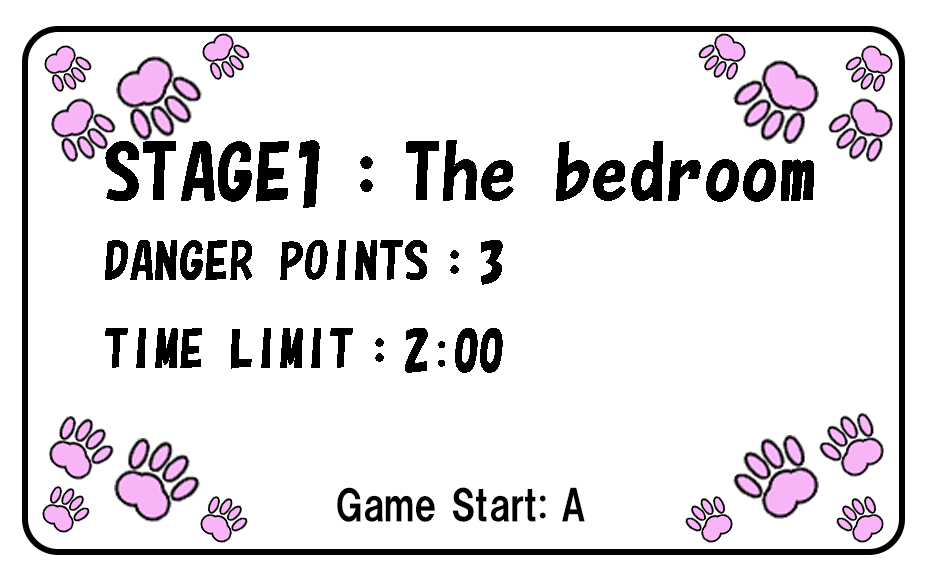 STAGE1 : The bedroom
DANGER POINTS : 3
TIME LIMIT : 2:00
Game Start: A